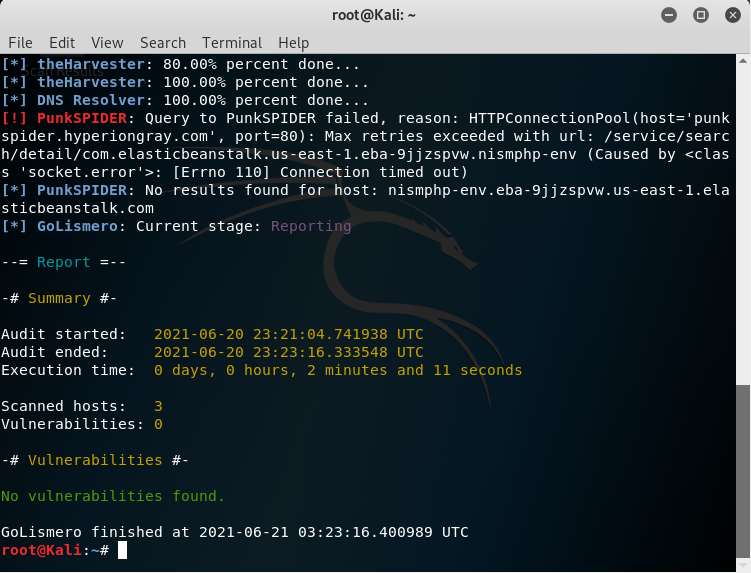 root@Kali: ~
File Edit View Search Terminal Help
Scan Results
[*] theHarvester: 80.00% percent done...
[*] theHarvester: 100.00% percent done...
[*] DNS Resolver: 100.00% percent done...
[!] PunkSPIDER: Query to PunkSPIDER failed, reason: HTTPConnectionPool(host='punk
spider.hyperiongray.com', port=80): Max retries exceeded with url: /service/searc
h/detail/com.elasticbeanstalk.us-east-1.eba-9jjzspvw.nismphp-env (Caused by <clas
s 'socket.error'>: [Errno 110] Connection timed out)
[*] PunkSPIDER: No results found for host: nismphp-env.eba-9jjzspvw.us-east-1.ela
sticbeanstalk.com
[*] GoLismero: Current stage: Reporting
--= Report =--
-# Summary #-
Audit started: 2021-06-20 23:21:04.741938 UTC
Audit ended: 2021-06-20 23:23:16.333548 UTC
Execution time: 0 days, 0 hours, 2 minutes and 11 seconds
Scanned hosts: 3
Vulnerabilities: 0
-# Vulnerabilities #-
No vulnerabilities found.
GoLismero finished at 2021-06-21 03:23:16.400989 UTC
root@Kali:~#